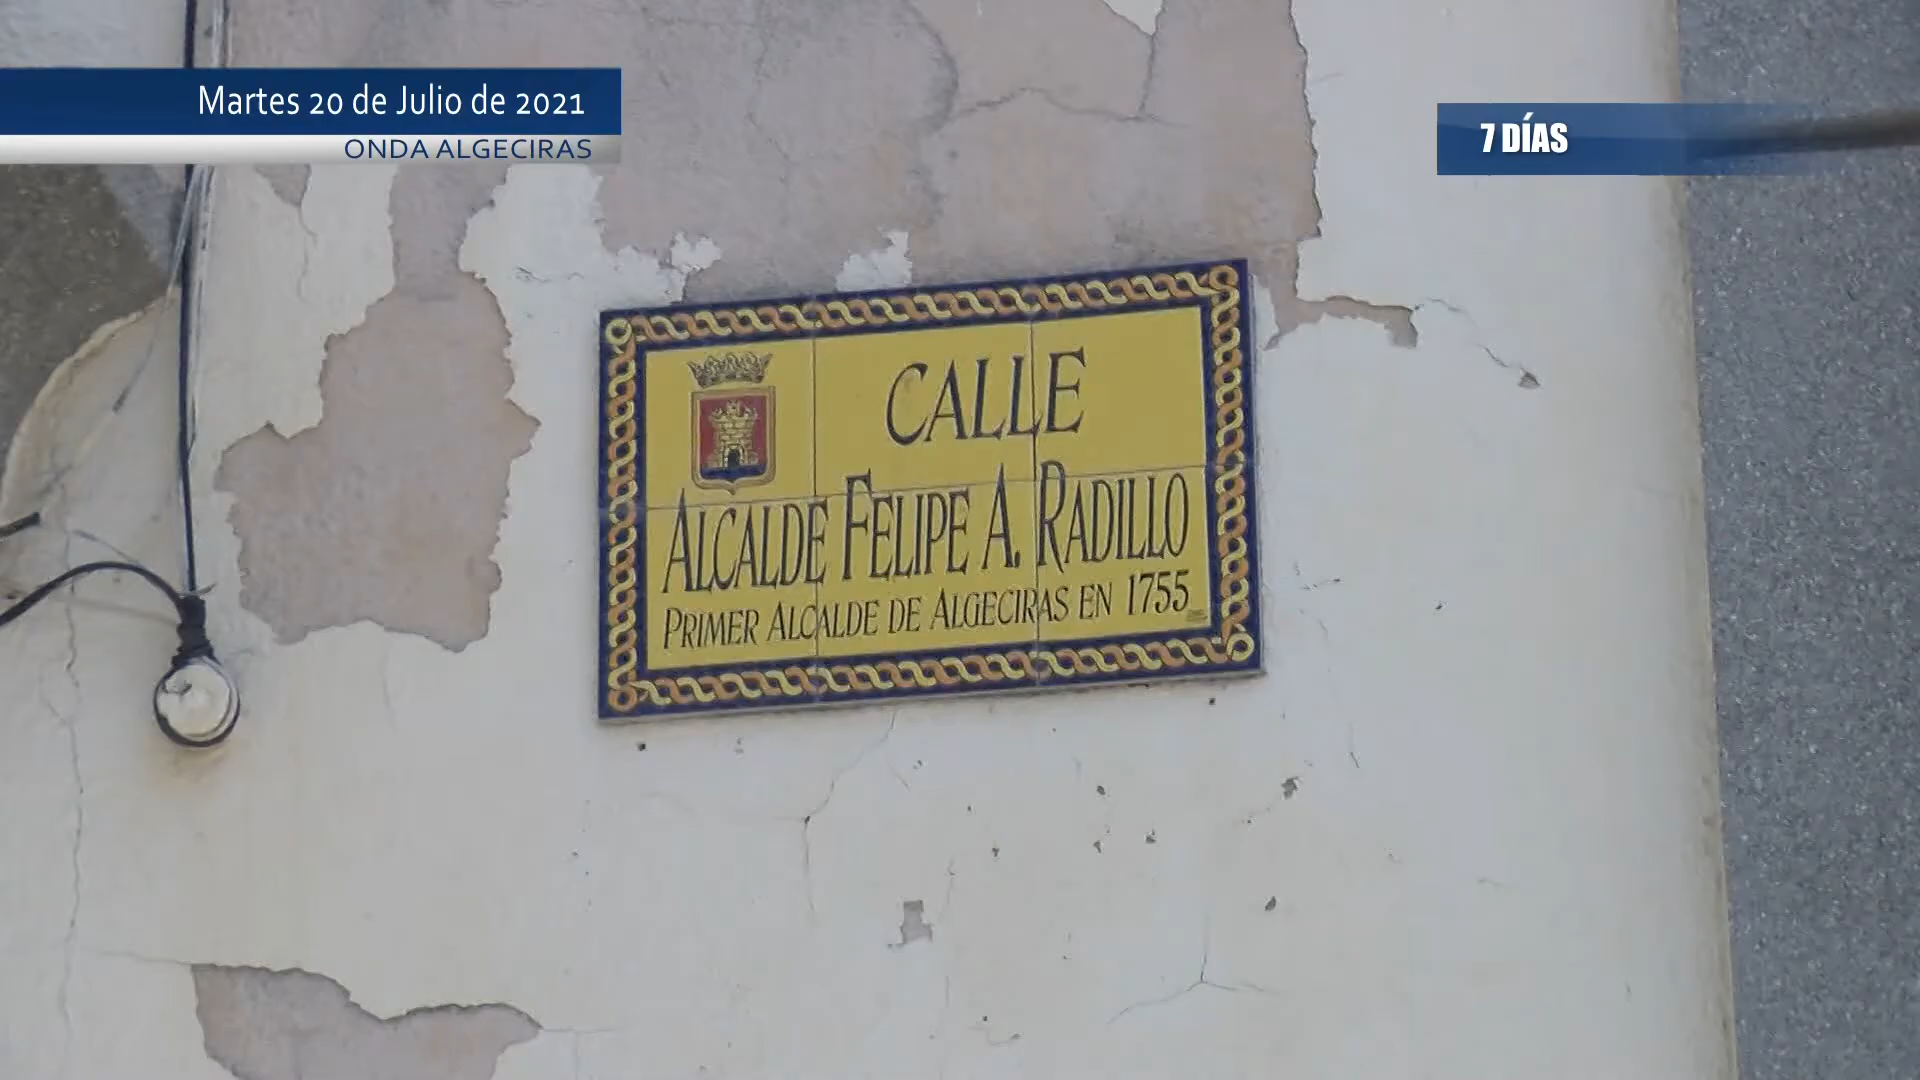 Martes 20 de Julio de 2021
ONDA ALGECIRAS
7 DÍAS
CALLE
ALCALDE FELIPE A. RADILLO
PRIMER ALCALDE DE ALGECIRAS EN 1755